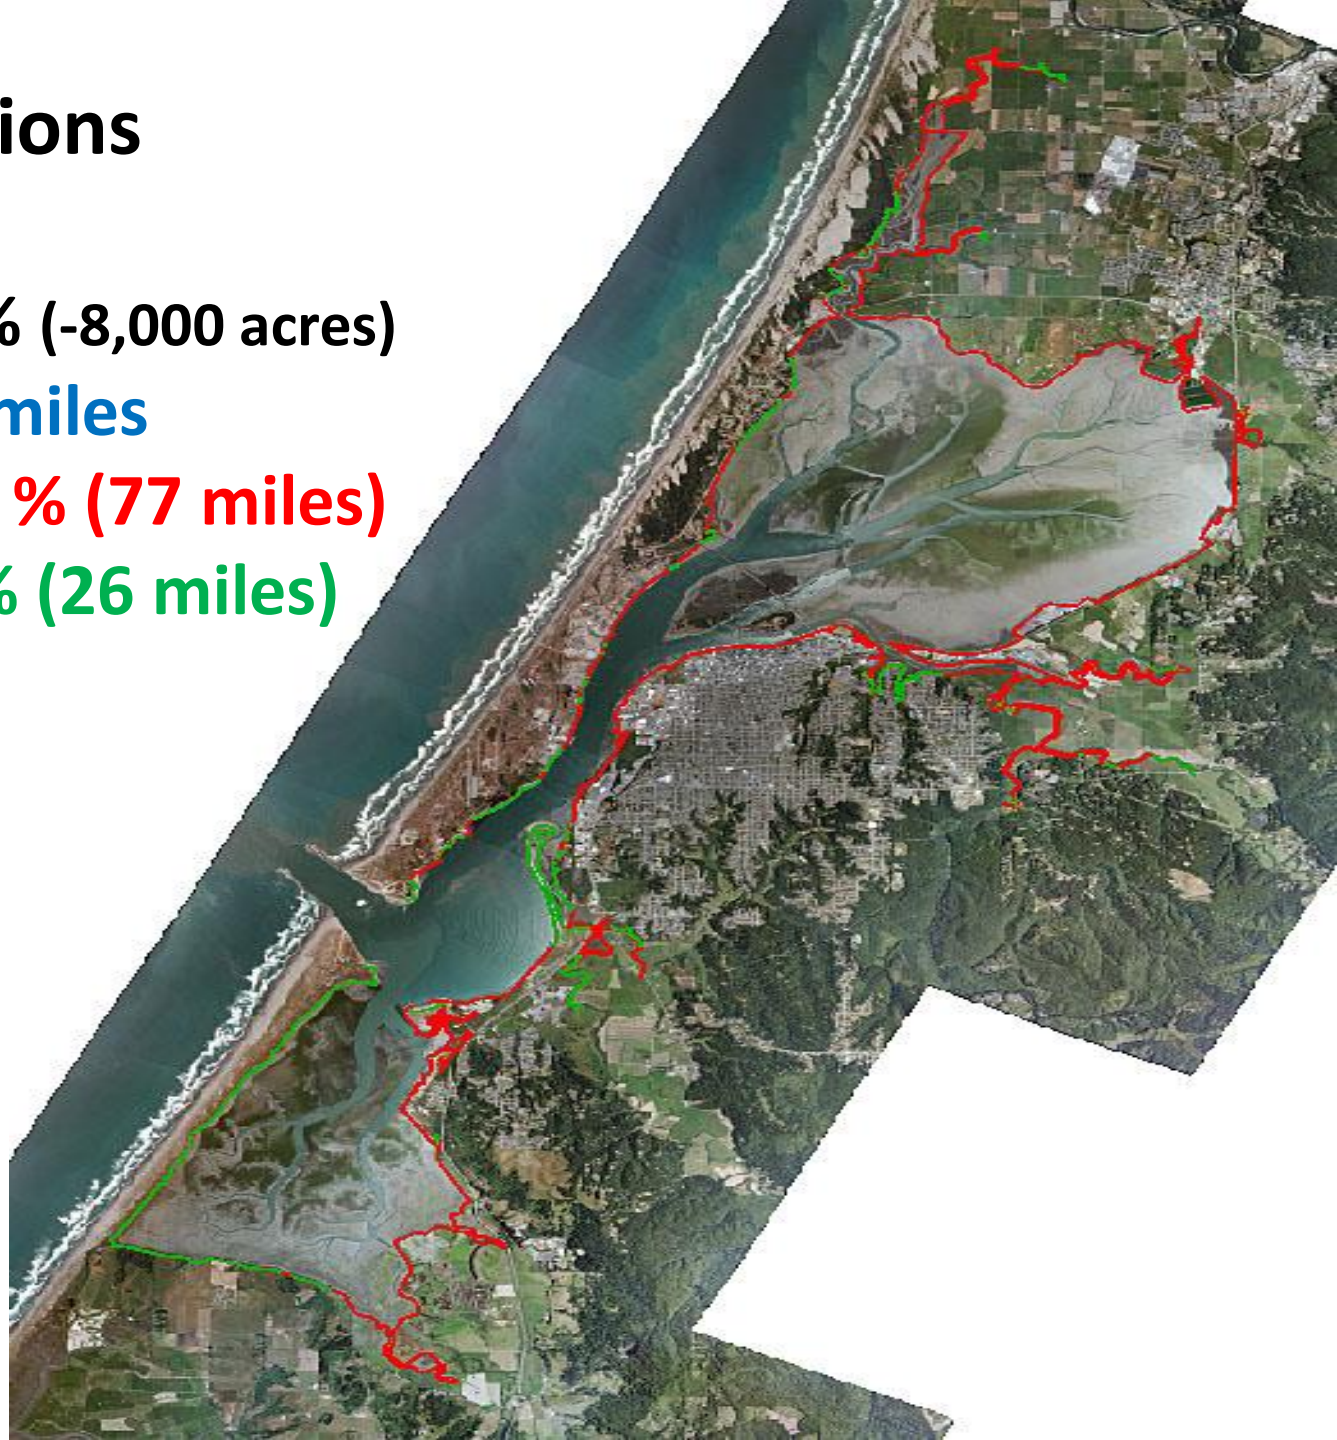 ions
% (-8,000 acres)
miles
% (77 miles)
% (26 miles)